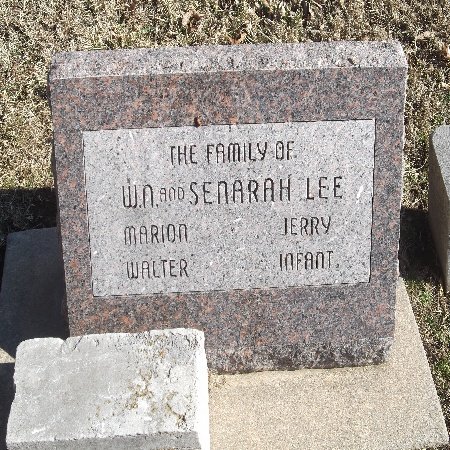 THE FAMILY OF
W.N. AND SENARAH LEE
MARION JERRY
WALTER INFANT